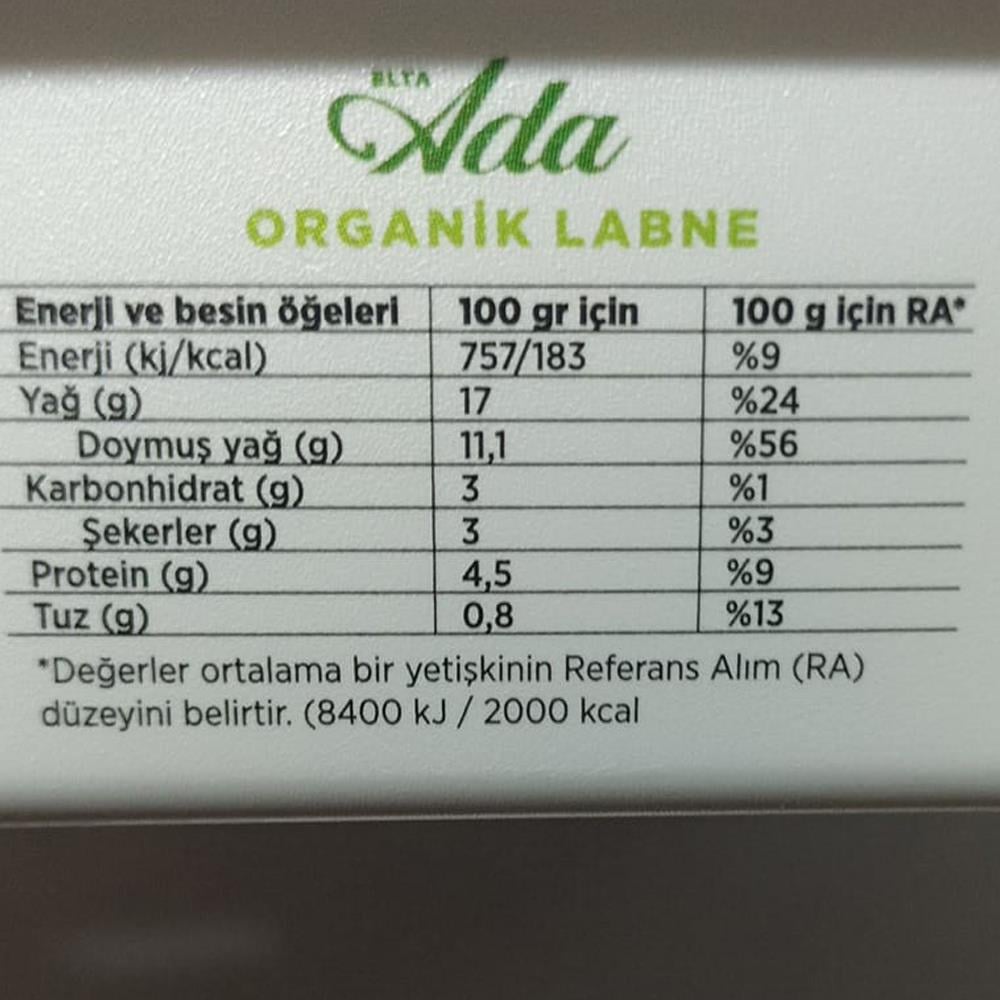 ELTA
Ada
ORGANİK LABNE
Enerji ve besin öğeleri 100 gr için 100 g için RA*
Enerji (kj/kcal) 757/183 %9
Yağ (g) 17 %24
Doymuş yağ (g) 11,1 %56
Karbonhidrat (g) 3 %1
Şekerler (g) 3 %3
Protein (g) 4,5 %9
Tuz (g) 0,8 %13
*Değerler ortalama bir yetişkinin Referans Alım (RA)
düzeyini belirtir. (8400 kJ / 2000 kcal